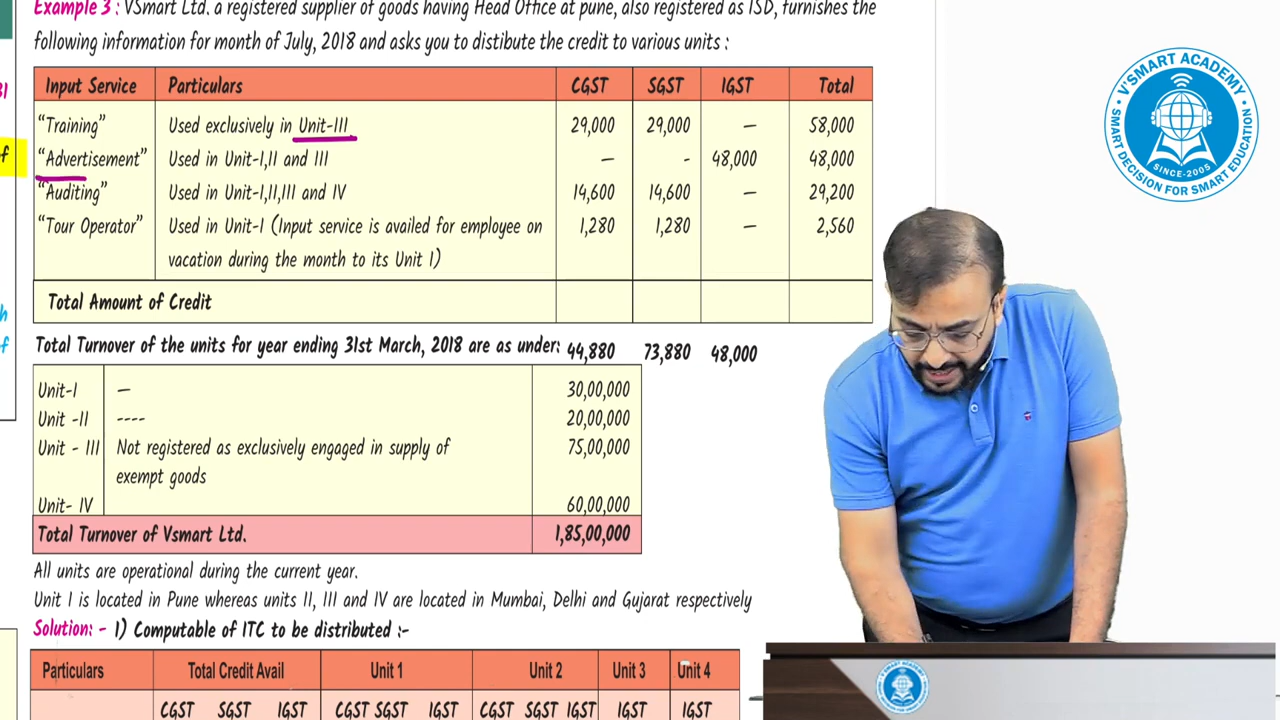 Example 3 : VSmart Ltd. a registered supplier of goods having Head Office at pune, also registered as ISD, furnishes the
following information for month of July, 2018 and asks you to distibute the credit to various units :
Input Service Particulars CGST SGST IGST Total
"Training" Used exclusively in Unit-III 29,000 29,000 — 58,000
"Advertisement" Used in Unit-I,II and III — - 48,000 48,000
"Auditing" Used in Unit-I,II,III and IV 14,600 14,600 — 29,200
"Tour Operator" Used in Unit-I (Input service is availed for employee on 1,280 1,280 — 2,560
vacation during the month to its Unit I)
Total Amount of Credit
Total Turnover of the units for year ending 31st March, 2018 are as under: 44,880 73,880 48,000
Unit-I — 30,00,000
Unit -II ---- 20,00,000
Unit - III Not registered as exclusively engaged in supply of 75,00,000
exempt goods
Unit- IV 60,00,000
Total Turnover of Vsmart Ltd. 1,85,00,000
All units are operational during the current year.
Unit I is located in Pune whereas units II, III and IV are located in Mumbai, Delhi and Gujarat respectively
Solution: - 1) Computable of ITC to be distributed :-
Particulars Total Credit Avail Unit 1 Unit 2 Unit 3 Unit 4
CGST SGST IGST CGST SGST IGST CGST SGST IGST IGST IGST
V'SMART ACADEMY
SINCE-2005
SMART DECISION FOR SMART EDUCATION